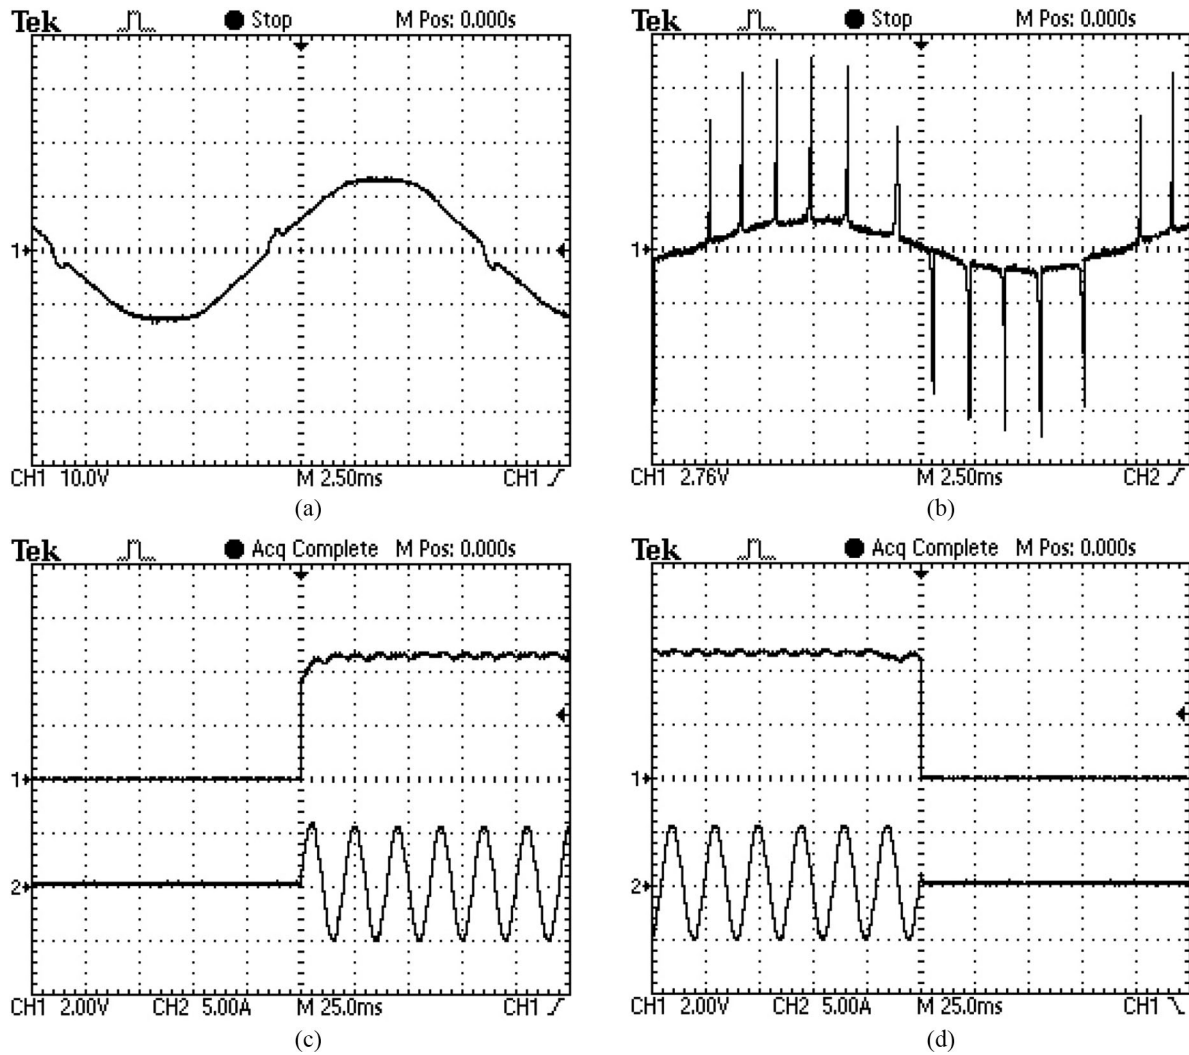 Tek Stop M Pos: 0.000s
1
CH1 10.0V M 2.50ms CH1
(a)
Tek Stop M Pos: 0.000s
1
CH1 2.76V M 2.50ms CH2
(b)
Tek Acq Complete M Pos: 0.000s
1
2
CH1 2.00V CH2 5.00A M 25.0ms CH1
(c)
Tek Acq Complete M Pos: 0.000s
1
2
CH1 2.00V CH2 5.00A M 25.0ms CH1
(d)